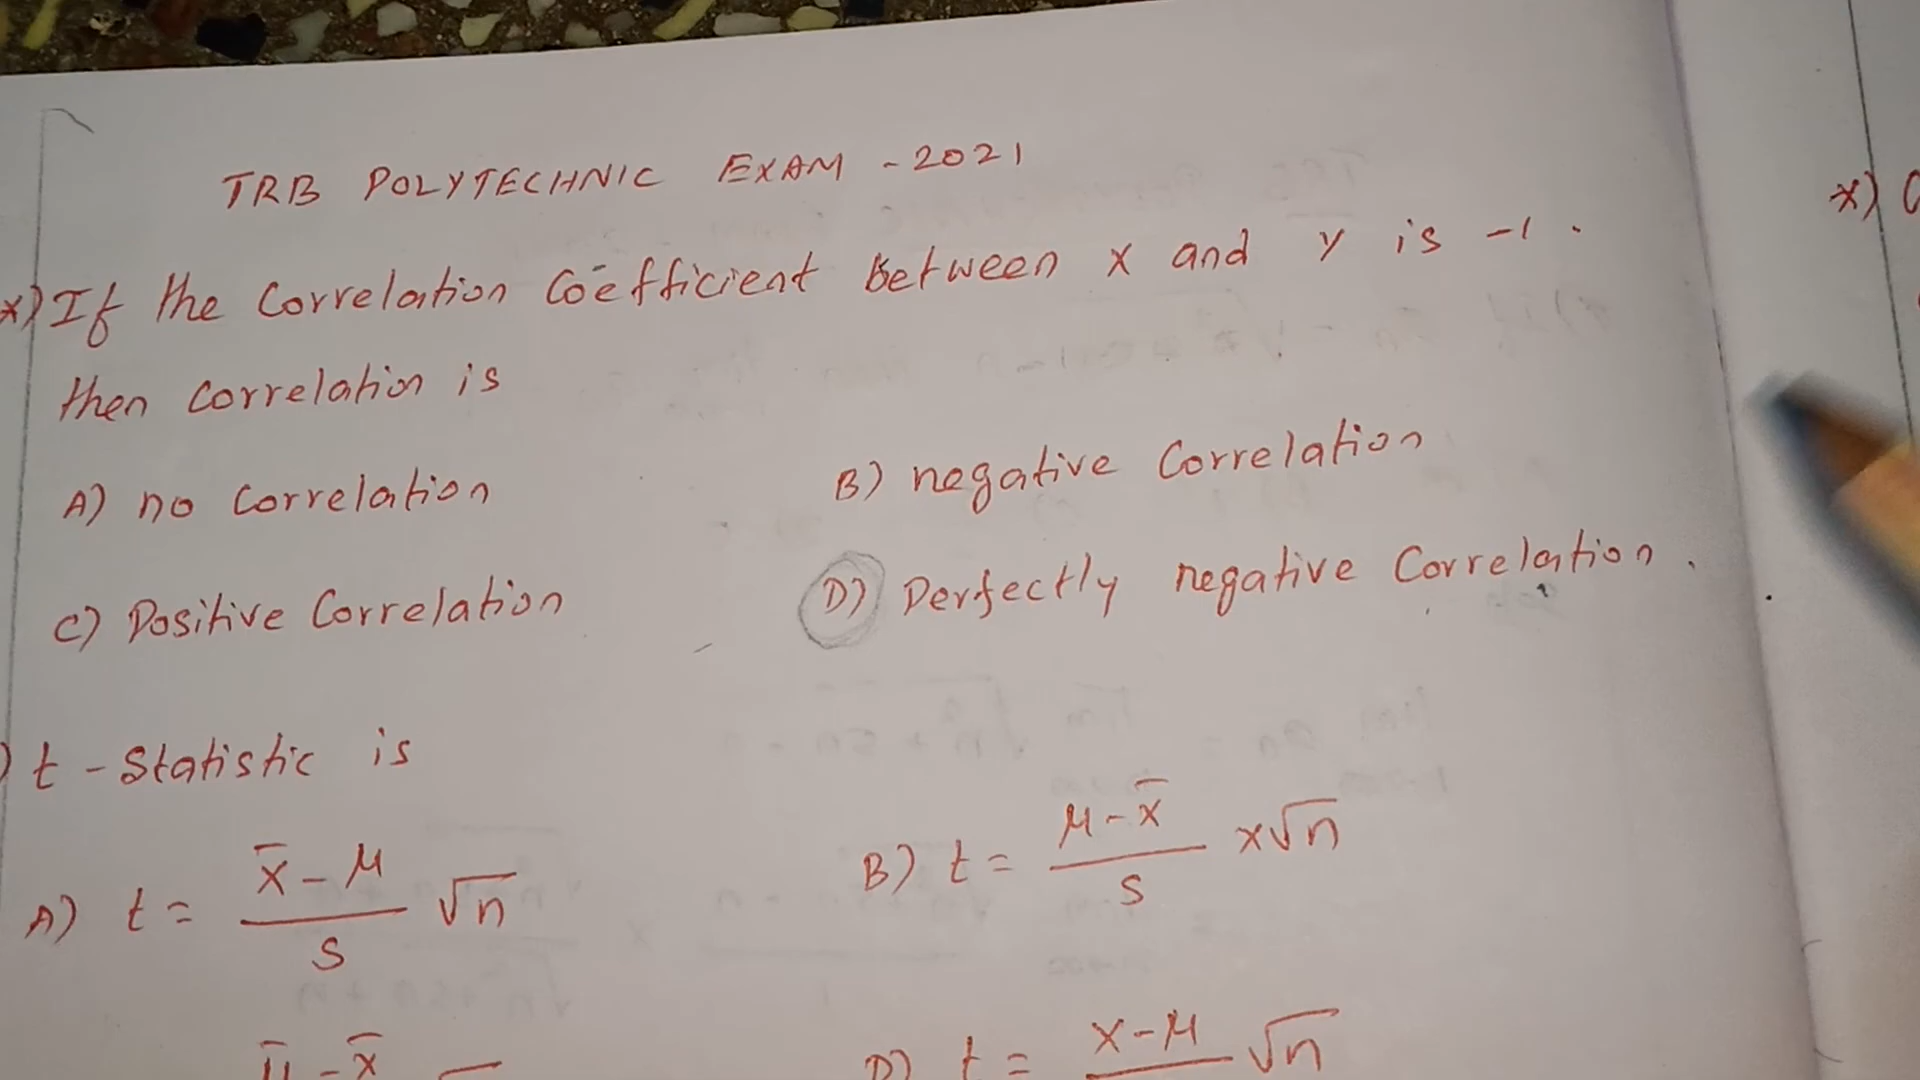 TRB POLYTECHNIC EXAM - 2021
*) If the Correlation Coefficient between x and y is -1.
then correlation is
A) no correlation B) negative Correlation
C) Positive Correlation D) Perfectly negative Correlation.
) t - Statistic is
A) t = (x̄ - μ)/s √n B) t = (μ - x̄)/s x√n
D) t = x - μ √n
*)